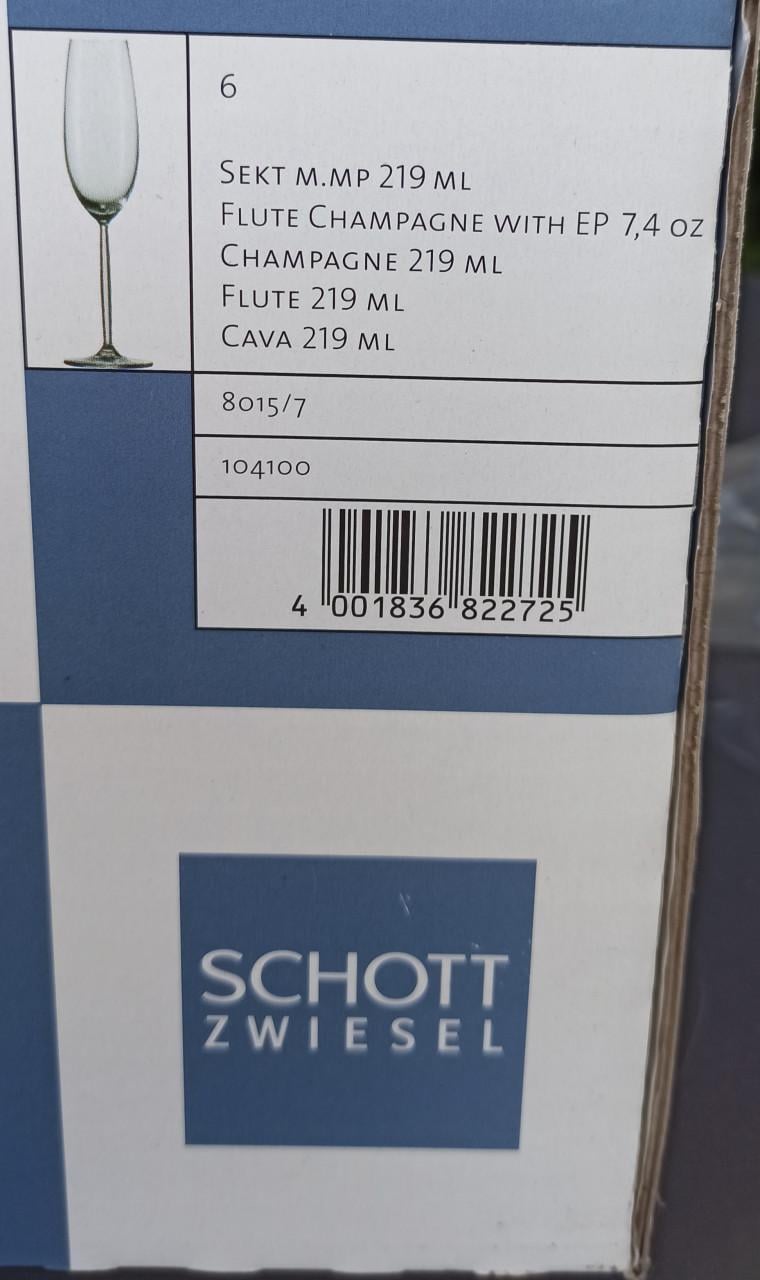 6
SEKT M.MP 219 ML
FLUTE CHAMPAGNE WITH EP 7,4 OZ
CHAMPAGNE 219 ML
FLUTE 219 ML
CAVA 219 ML
8015/7
104100
4 001836 822725
SCHOTT
ZWIESEL